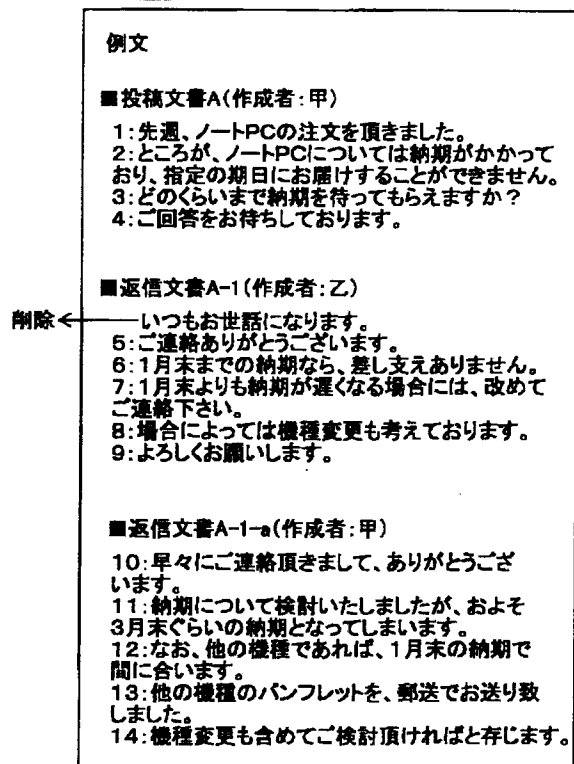 例文
■投稿文書A(作成者:甲)
1:先週、ノートPCの注文を頂きました。
2:ところが、ノートPCについては納期がかかって
おり、指定の期日にお届けすることができません。
3:どのくらいまで納期を待ってもらえますか?
4:ご回答をお待ちしております。
■返信文書A-1(作成者:乙)
削除
いつもお世話になります。
5:ご連絡ありがとうございます。
6:1月末までの納期なら、差し支えありません。
7:1月末よりも納期が遅くなる場合には、改めて
ご連絡下さい。
8:場合によっては機種変更も考えております。
9:よろしくお願いします。
■返信文書A-1-a(作成者:甲)
10:早々にご連絡頂きまして、ありがとうござ
います。
11:納期について検討いたしましたが、およそ
3月末ぐらいの納期となってしまいます。
12:なお、他の機種であれば、1月末の納期で
間に合います。
13:他の機種のパンフレットを、郵送でお送り致
しました。
14:機種変更も含めてご検討頂ければと存じます。